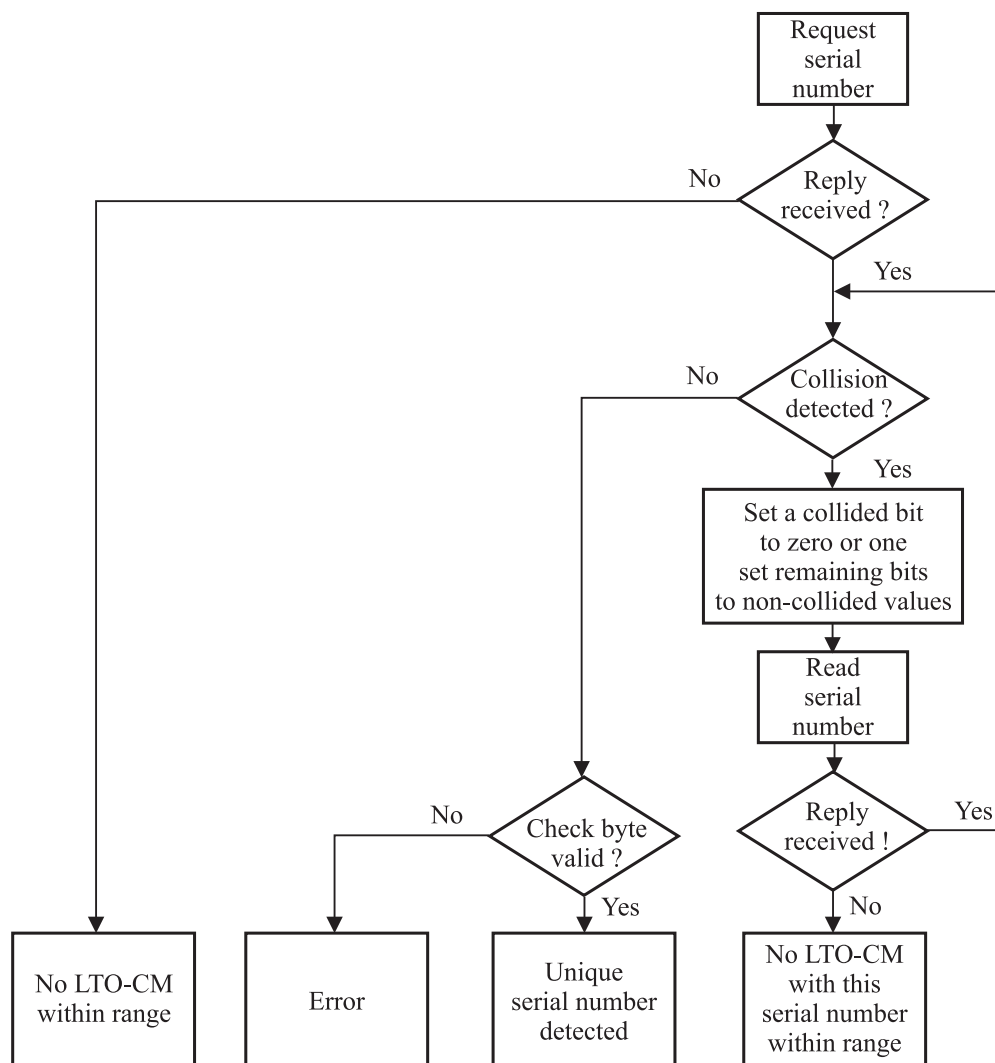 Request
serial
number
No
Reply
received ?
Yes
No
Collision
detected ?
Yes
Set a collided bit
to zero or one
set remaining bits
to non-collided values
Read
serial
number
No
Check byte
valid ?
Reply
received !
Yes
Yes
No
No LTO-CM
within range
Error
Unique
serial number
detected
No LTO-CM
with this
serial number
within range